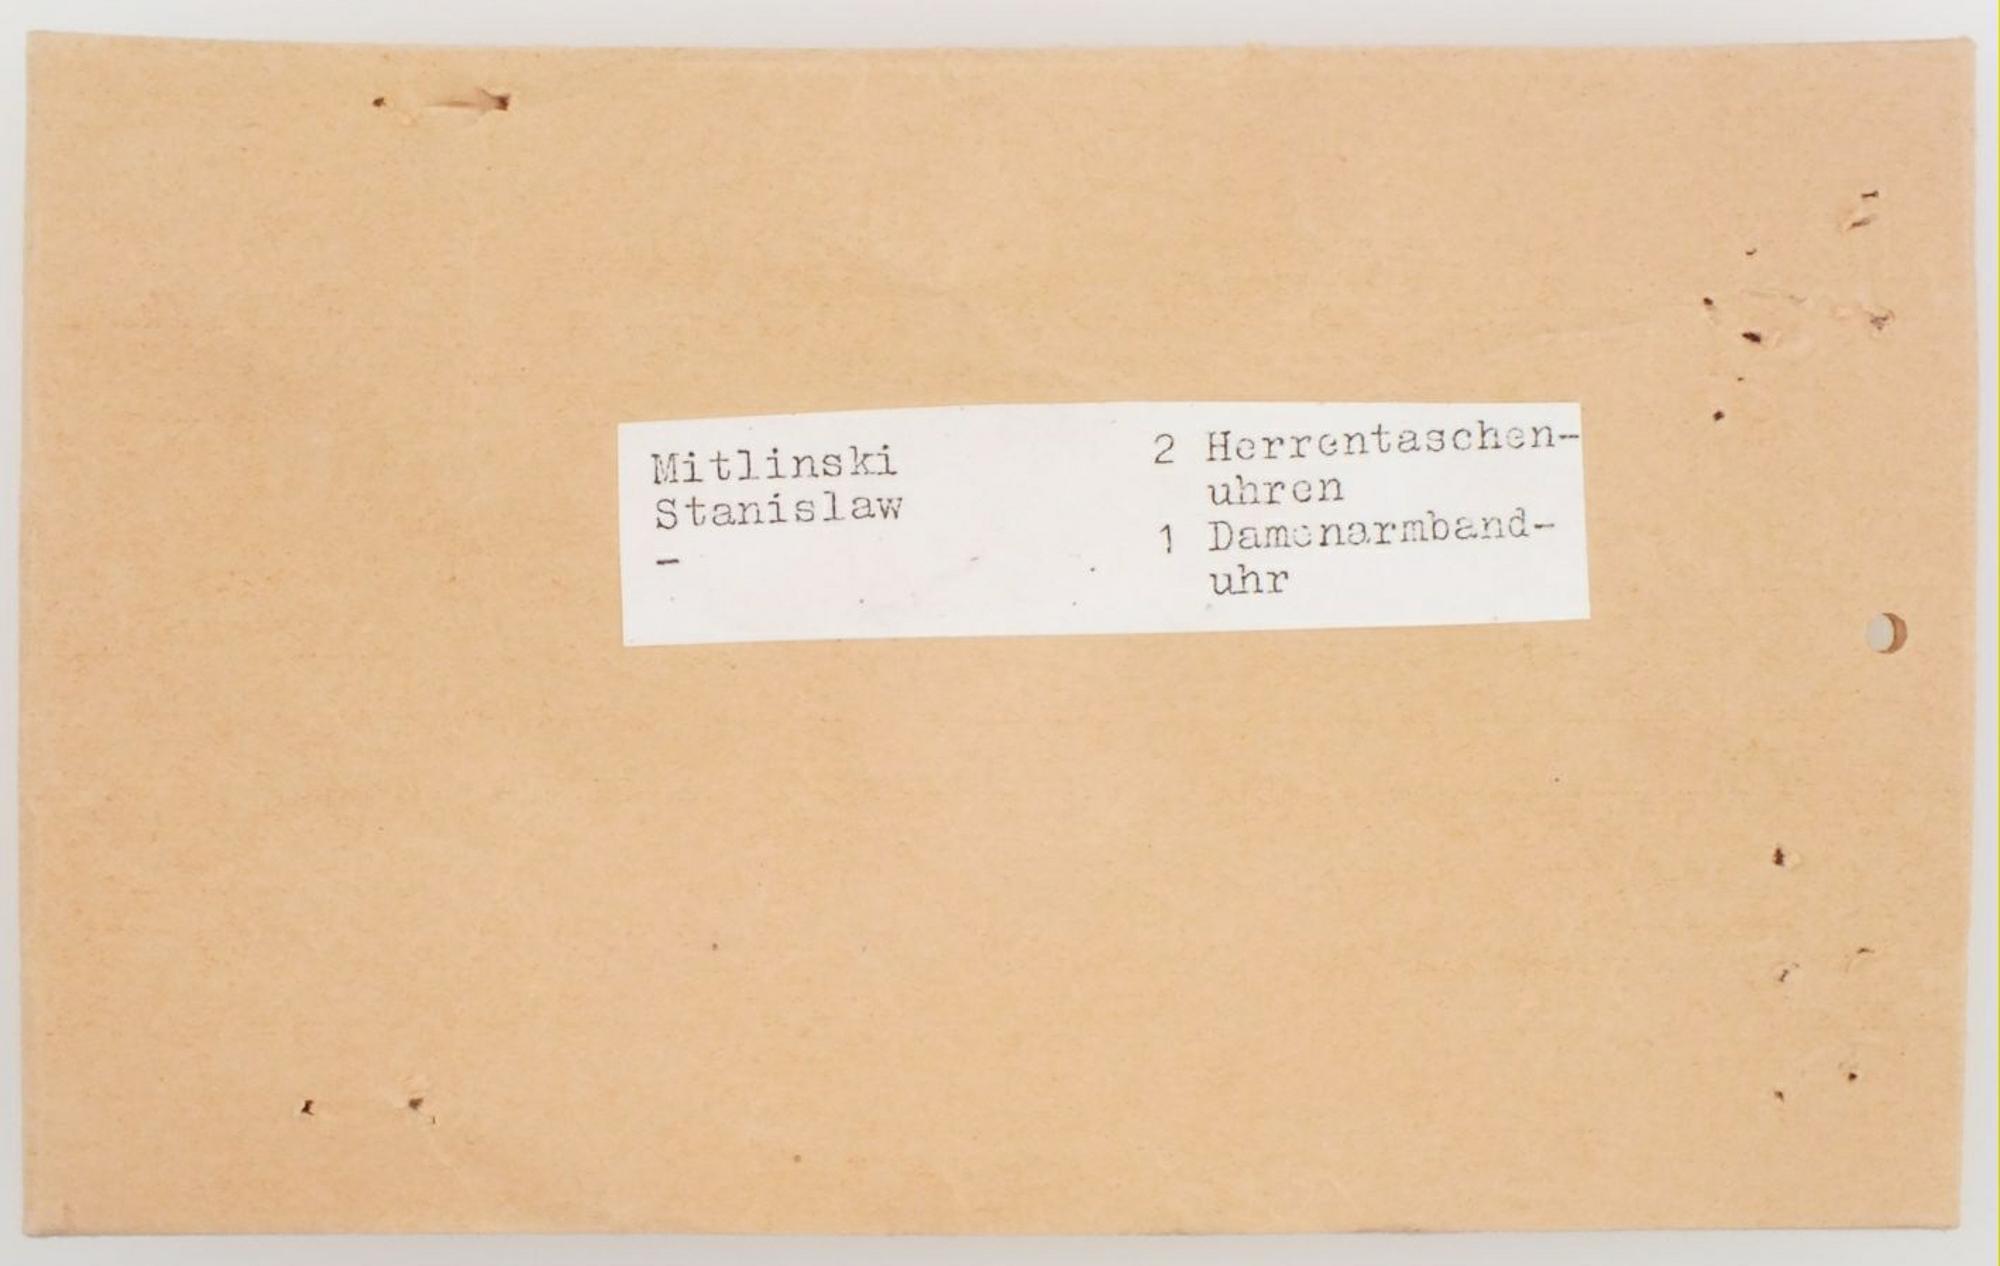 Mitlinski
Stanislaw
-
2 Herrentaschen-
uhren
1 Damenarmband-
uhr